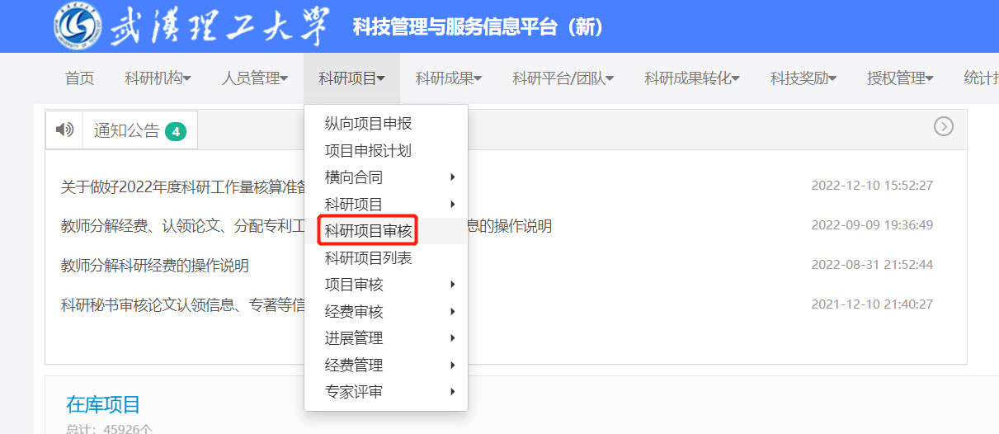 武漢理工大學 科技管理与服务信息平台（新）
首页 科研机构 人员管理 科研项目 科研成果 科研平台/团队 科研成果转化 科技奖励 授权管理 统计
通知公告 4
纵向项目申报
项目申报计划
横向合同
科研项目
科研项目审核
科研项目列表
项目审核
经费审核
进展管理
经费管理
专家评审
关于做好2022年度科研工作量核算准备 2022-12-10 15:52:27
教师分解经费、认领论文、分配专利工 息的操作说明 2022-09-09 19:36:49
教师分解科研经费的操作说明 2022-08-31 21:52:44
科研秘书审核论文认领信息、专著等信 2021-12-10 21:40:27
在库项目
总计：45926个